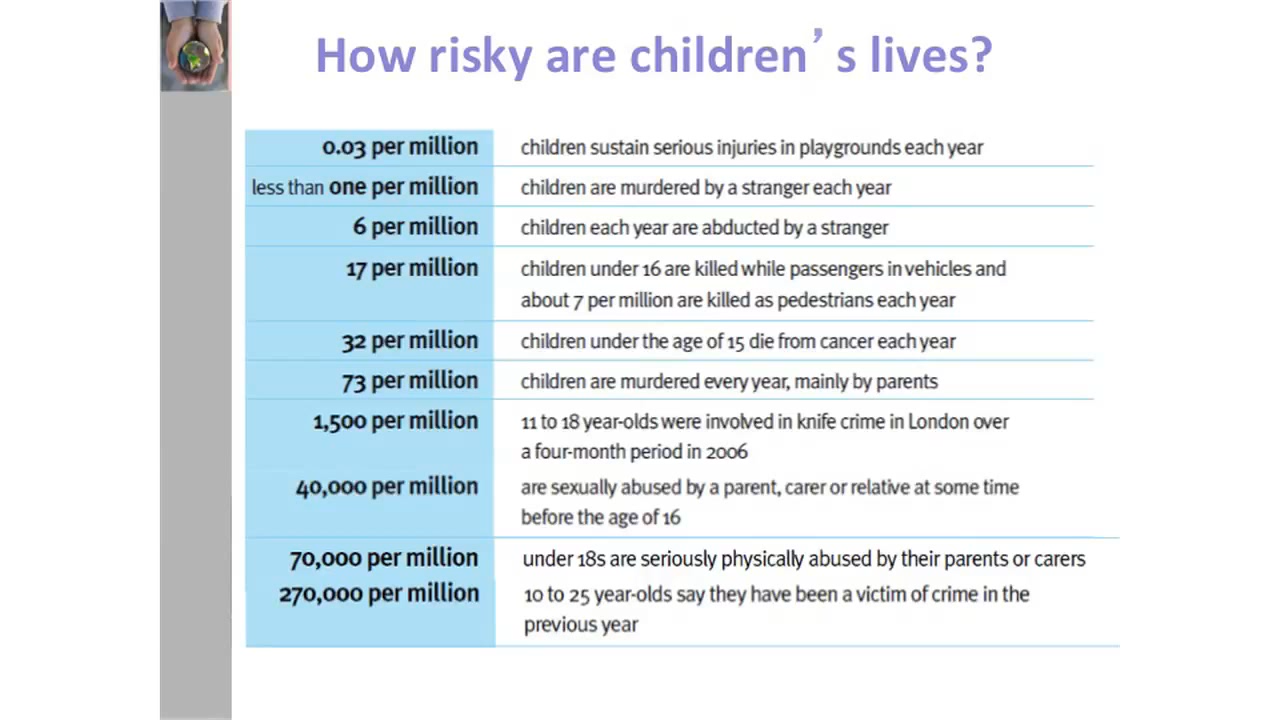 How risky are children’s lives?
0.03 per million children sustain serious injuries in playgrounds each year
less than one per million children are murdered by a stranger each year
6 per million children each year are abducted by a stranger
17 per million children under 16 are killed while passengers in vehicles and
about 7 per million are killed as pedestrians each year
32 per million children under the age of 15 die from cancer each year
73 per million children are murdered every year, mainly by parents
1,500 per million 11 to 18 year-olds were involved in knife crime in London over
a four-month period in 2006
40,000 per million are sexually abused by a parent, carer or relative at some time
before the age of 16
70,000 per million under 18s are seriously physically abused by their parents or carers
270,000 per million 10 to 25 year-olds say they have been a victim of crime in the
previous year